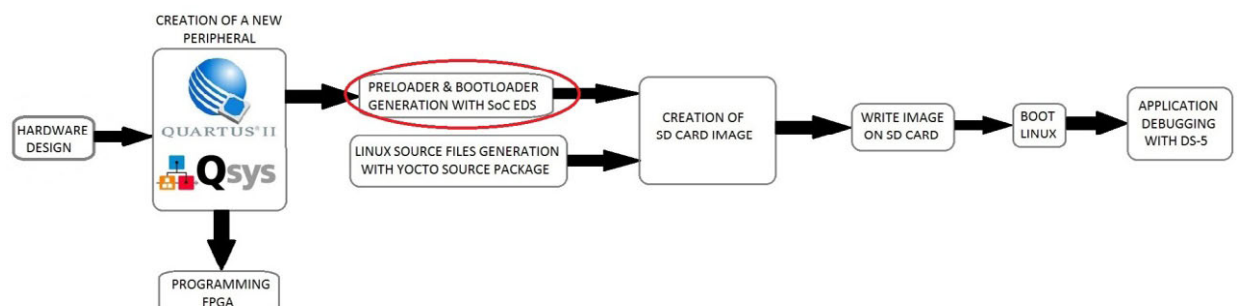 CREATION OF A NEW
PERIPHERAL
QUARTUS® II
Qsys
HARDWARE
DESIGN
PRELOADER & BOOTLOADER
GENERATION WITH SoC EDS
LINUX SOURCE FILES GENERATION
WITH YOCTO SOURCE PACKAGE
CREATION OF
SD CARD IMAGE
WRITE IMAGE
ON SD CARD
BOOT
LINUX
APPLICATION
DEBUGGING
WITH DS-5
PROGRAMMING
FPGA